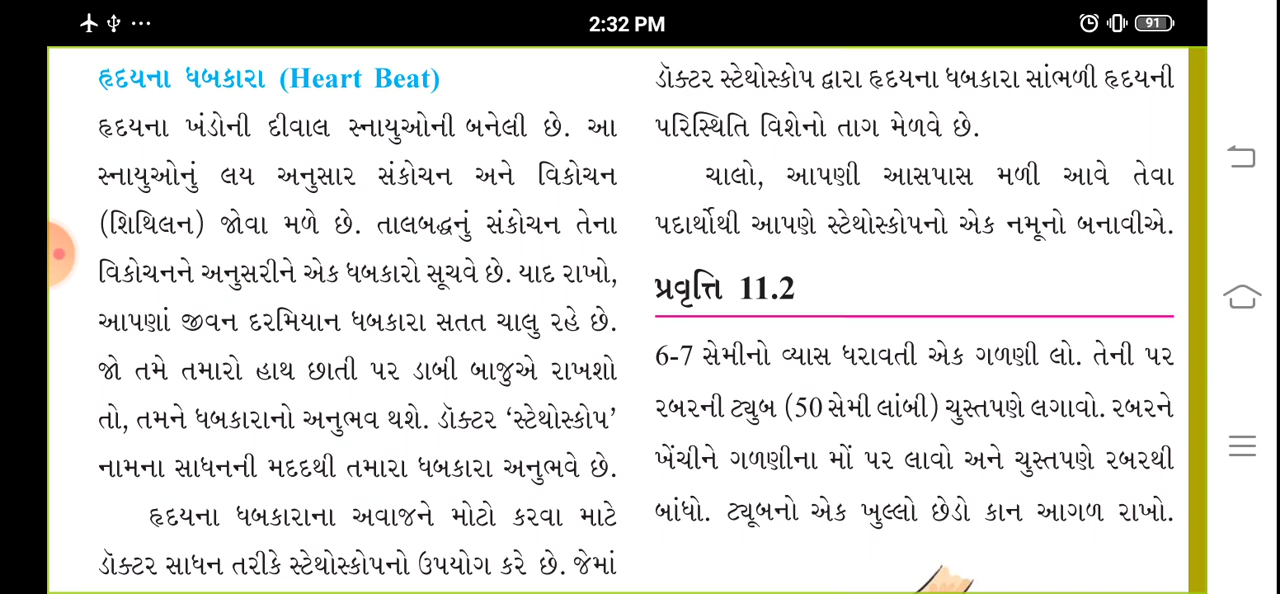 2:32 PM
91
હૃદયના ધબકારા (Heart Beat)
હૃદયના ખંડોની દીવાલ સ્નાયુઓની બનેલી છે. આ
સ્નાયુઓનું લય અનુસાર સંકોચન અને વિકોચન
(શિથિલન) જોવા મળે છે. તાલબદ્ધનું સંકોચન તેના
વિકોચનને અનુસરીને એક ધબકારો સૂચવે છે. યાદ રાખો,
આપણાં જીવન દરમિયાન ધબકારા સતત ચાલુ રહે છે.
જો તમે તમારો હાથ છાતી પર ડાબી બાજુએ રાખશો
તો, તમને ધબકારાનો અનુભવ થશે. ડૉક્ટર ‘સ્ટેથોસ્કોપ’
નામના સાધનની મદદથી તમારા ધબકારા અનુભવે છે.
હૃદયના ધબકારાના અવાજને મોટો કરવા માટે
ડૉક્ટર સાધન તરીકે સ્ટેથોસ્કોપનો ઉપયોગ કરે છે. જેમાં
ડૉક્ટર સ્ટેથોસ્કોપ દ્વારા હૃદયના ધબકારા સાંભળી હૃદયની
પરિસ્થિતિ વિશેનો તાગ મેળવે છે.
ચાલો, આપણી આસપાસ મળી આવે તેવા
પદાર્થોથી આપણે સ્ટેથોસ્કોપનો એક નમૂનો બનાવીએ.
પ્રવૃત્તિ 11.2
6-7 સેમીનો વ્યાસ ધરાવતી એક ગળણી લો. તેની પર
રબરની ટ્યુબ (50 સેમી લાંબી) ચુસ્તપણે લગાવો. રબરને
ખેંચીને ગળણીના મોં પર લાવો અને ચુસ્તપણે રબરથી
બાંધો. ટ્યૂબનો એક ખુલ્લો છેડો કાન આગળ રાખો.